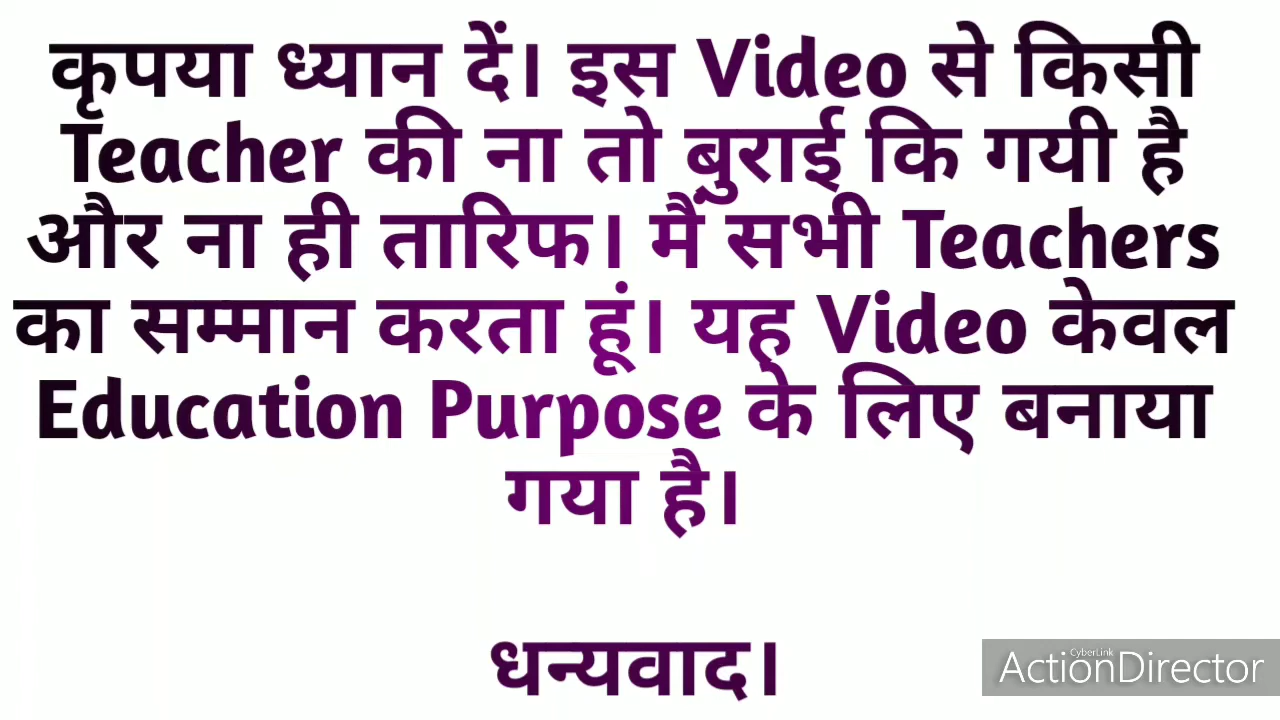 कृपया ध्यान दें। इस Video से किसी
Teacher की ना तो बुराई कि गयी है
और ना ही तारिफ। मैं सभी Teachers
का सम्मान करता हूं। यह Video केवल
Education Purpose के लिए बनाया
गया है।
धन्यवाद।
CyberLink
ActionDirector